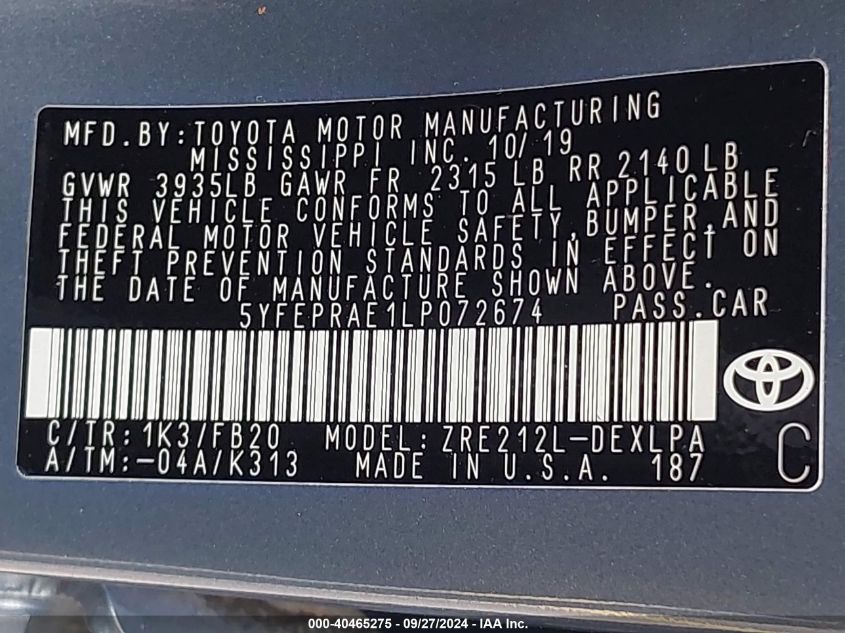 MFD.BY:TOYOTA MOTOR MANUFACTURING
MISSISSIPPI INC. 10/19
GVWR 3935LB GAWR FR 2315 LB RR 2140 LB
THIS VEHICLE CONFORMS TO ALL APPLICABLE
FEDERAL MOTOR VEHICLE SAFETY,BUMPER,AND
THEFT PREVENTION STANDARDS IN EFFECT ON
THE DATE OF MANUFACTURE SHOWN ABOVE.
5YFEPRAE1LP072674 PASS.CAR
C/TR:1K3/FB20 MODEL:ZRE212L-DEXLPA
A/TM:-04A/K313 MADE IN U.S.A. 187
C
000-40465275 - 09/27/2024 - IAA Inc.